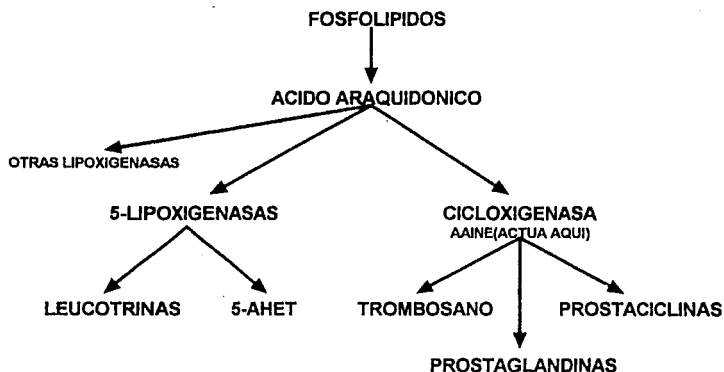 FOSFOLIPIDOS
ACIDO ARAQUIDONICO
OTRAS LIPOXIGENASAS
5-LIPOXIGENASAS
CICLOXIGENASA
AAINE(ACTUA AQUI)
LEUCOTRINAS
5-AHET
TROMBOSANO
PROSTACICLINAS
PROSTAGLANDINAS